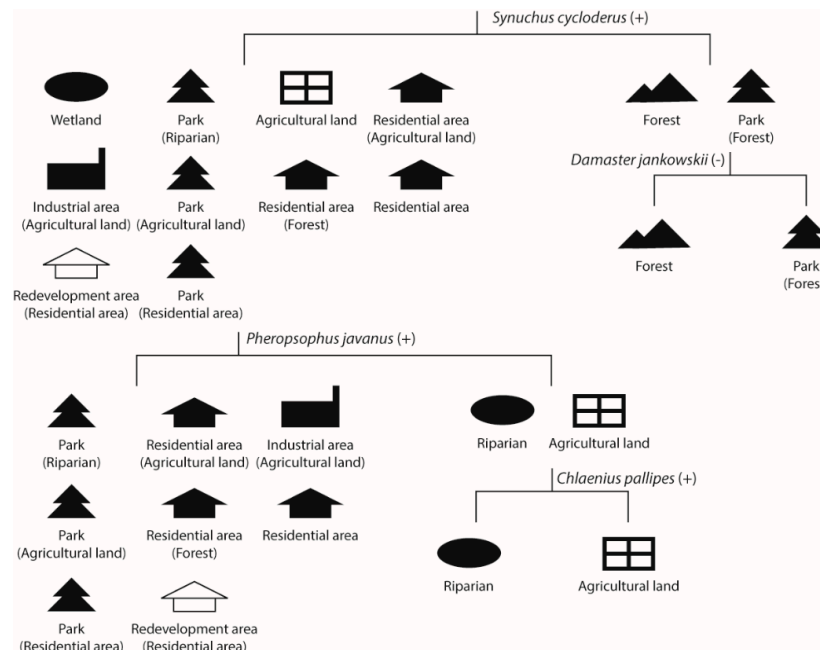 Synuchus cycloderus (+)
Wetland
Park
(Riparian)
Agricultural land
Residential area
(Agricultural land)
Forest
Park
(Forest)
Industrial area
(Agricultural land)
Park
(Agricultural land)
Residential area
(Forest)
Residential area
Damaster jankowskii (-)
Forest
Park
(Fores
Redevelopment area
(Residential area)
Park
(Residential area)
Pheropsophus javanus (+)
Park
(Riparian)
Residential area
(Agricultural land)
Industrial area
(Agricultural land)
Riparian
Agricultural land
Chlaenius pallipes (+)
Park
(Agricultural land)
Residential area
(Forest)
Residential area
Riparian
Agricultural land
Park
(Residential area)
Redevelopment area
(Residential area)